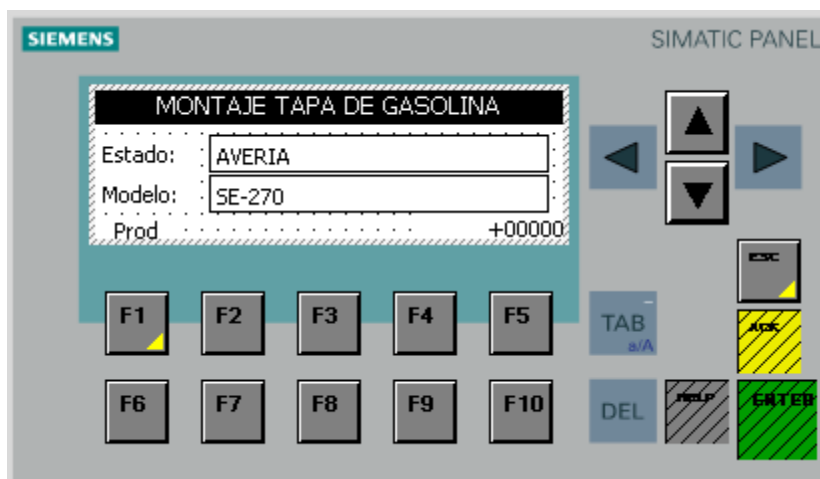 SIEMENS
SIMATIC PANEL
MONTAJE TAPA DE GASOLINA
Estado: AVERIA
Modelo: SE-270
Prod +00000
ESC
F1 F2 F3 F4 F5 TAB a/A ACK
F6 F7 F8 F9 F10 DEL HELP ENTER